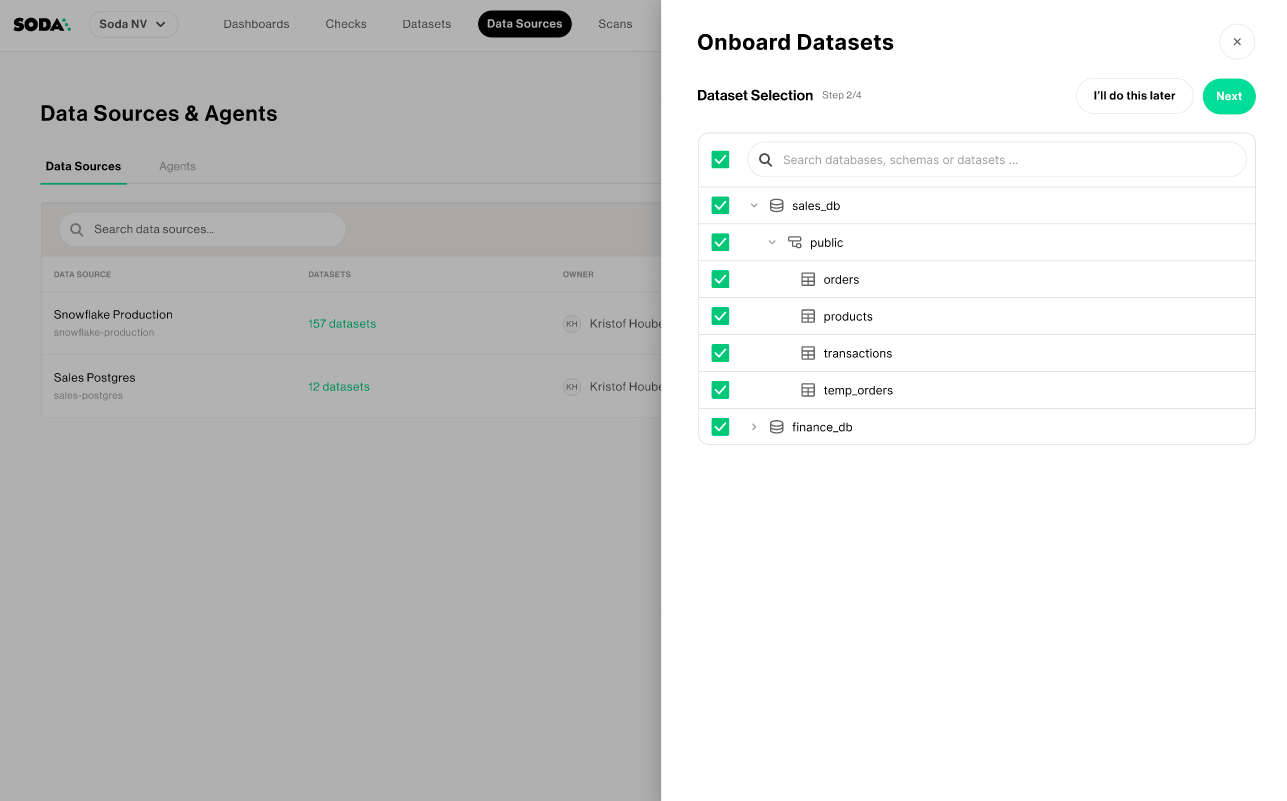 SODA
Soda NV
Dashboards
Checks
Datasets
Data Sources
Scans
Data Sources & Agents
Data Sources
Agents
Search data sources...
DATA SOURCE
DATASETS
OWNER
Snowflake Production
snowflake-production
157 datasets
KH
Kristof Houbе
Sales Postgres
sales-postgres
12 datasets
KH
Kristof Houbе
Onboard Datasets
Dataset Selection
Step 2/4
I'll do this later
Next
Search databases, schemas or datasets ...
sales_db
public
orders
products
transactions
temp_orders
finance_db